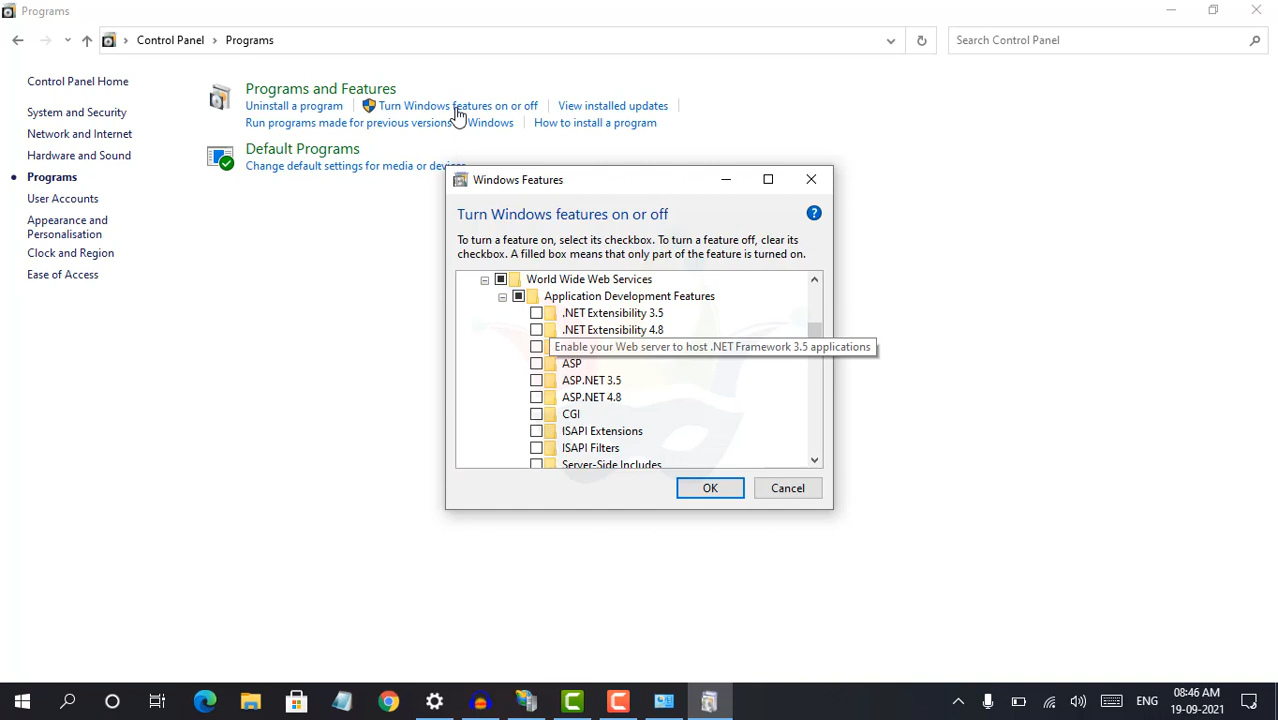 Programs
Control Panel › Programs
Search Control Panel
Control Panel Home
System and Security
Network and Internet
Hardware and Sound
Programs
User Accounts
Appearance and
Personalisation
Clock and Region
Ease of Access
Programs and Features
Uninstall a program
Turn Windows features on or off
View installed updates
Run programs made for previous versions
Windows
How to install a program
Default Programs
Change default settings for media or devices
Windows Features
Turn Windows features on or off
To turn a feature on, select its checkbox. To turn a feature off, clear its
checkbox. A filled box means that only part of the feature is turned on.
World Wide Web Services
Application Development Features
.NET Extensibility 3.5
.NET Extensibility 4.8
Enable your Web server to host .NET Framework 3.5 applications
ASP
ASP.NET 3.5
ASP.NET 4.8
CGI
ISAPI Extensions
ISAPI Filters
Server-Side Includes
OK
Cancel
ENG
08:46 AM
19-09-2021